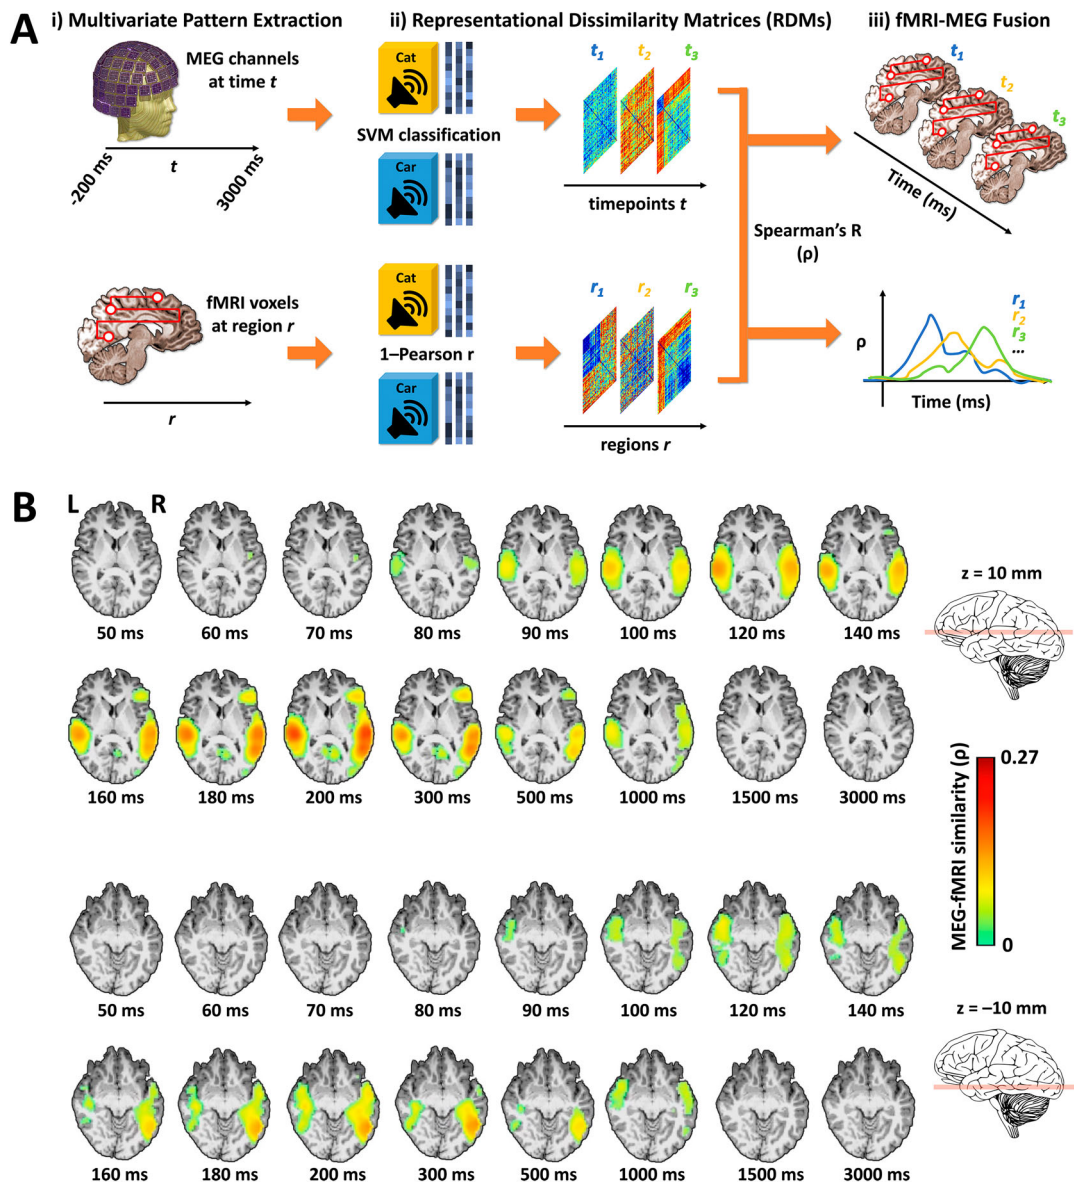 A
i) Multivariate Pattern Extraction
ii) Representational Dissimilarity Matrices (RDMs)
iii) fMRI-MEG Fusion
MEG channels
at time t
-200 ms
t
3000 ms
Cat
SVM classification
Car
t1
t2
t3
timepoints t
Spearman's R
(ρ)
t1
t2
t3
Time (ms)
fMRI voxels
at region r
r
Cat
1–Pearson r
Car
r1
r2
r3
regions r
ρ
r1
r2
r3
...
Time (ms)
B
L R
50 ms 60 ms 70 ms 80 ms 90 ms 100 ms 120 ms 140 ms
z = 10 mm
160 ms 180 ms 200 ms 300 ms 500 ms 1000 ms 1500 ms 3000 ms
MEG-fMRI similarity (ρ)
0.27
0
50 ms 60 ms 70 ms 80 ms 90 ms 100 ms 120 ms 140 ms
z = –10 mm
160 ms 180 ms 200 ms 300 ms 500 ms 1000 ms 1500 ms 3000 ms